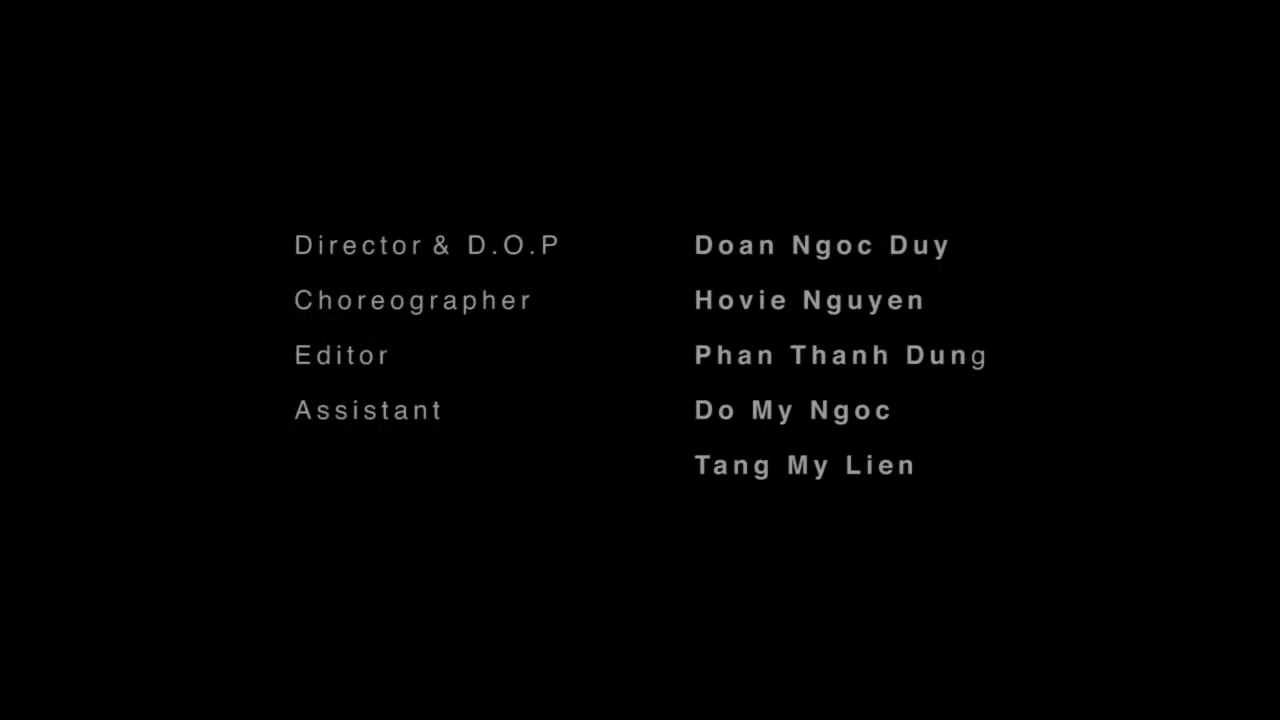 Director & D.O.P Doan Ngoc Duy
Choreographer Hovie Nguyen
Editor Phan Thanh Dung
Assistant Do My Ngoc
Tang My Lien